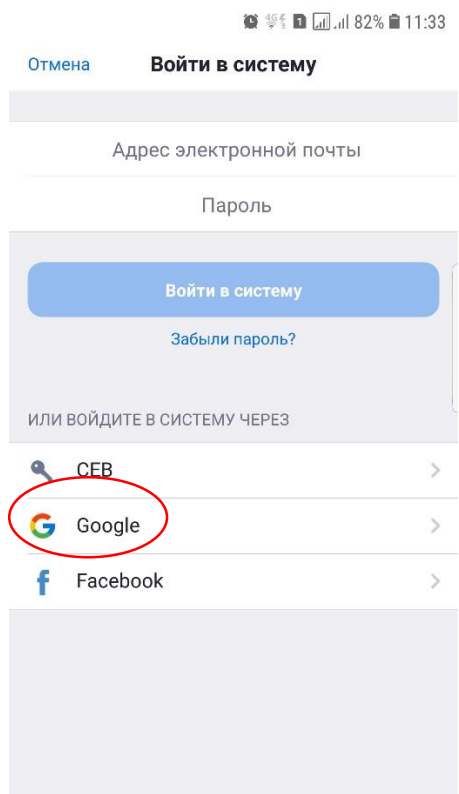 82% 11:33
Отмена Войти в систему
Адрес электронной почты
Пароль
Войти в систему
Забыли пароль?
ИЛИ ВОЙДИТЕ В СИСТЕМУ ЧЕРЕЗ
СЕВ
Google
Facebook